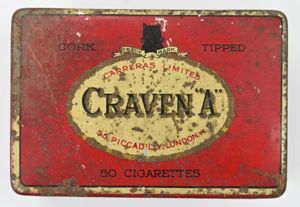 CORK TIPPED
TRADE MARK
CARRERAS LIMITED
CRAVEN "A"
55, PICCADILLY, LONDON, W.
50 CIGARETTES